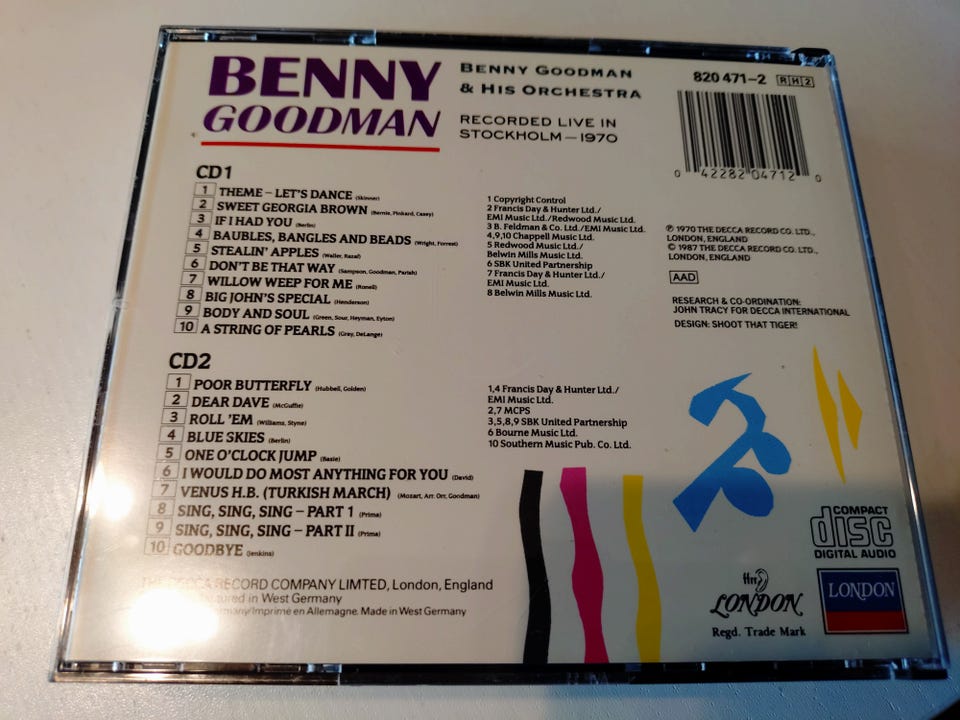 BENNY
GOODMAN
BENNY GOODMAN
& HIS ORCHESTRA
RECORDED LIVE IN
STOCKHOLM – 1970
820 471-2 RH2
0 42282 04712 0
CD1
1 THEME – LET'S DANCE (Skinner)
2 SWEET GEORGIA BROWN (Bernie, Pinkard, Casey)
3 IF I HAD YOU (Berlin)
4 BAUBLES, BANGLES AND BEADS (Wright, Forrest)
5 STEALIN' APPLES (Waller, Razaf)
6 DON'T BE THAT WAY (Sampson, Goodman, Parish)
7 WILLOW WEEP FOR ME (Ronell)
8 BIG JOHN'S SPECIAL (Henderson)
9 BODY AND SOUL (Green, Sour, Heyman, Eyton)
10 A STRING OF PEARLS (Gray, DeLange)
1 Copyright Control
2 Francis Day & Hunter Ltd./
EMI Music Ltd./Redwood Music Ltd.
3 B. Feldman & Co. Ltd./EMI Music Ltd.
4,9,10 Chappell Music Ltd.
5 Redwood Music Ltd./
Belwin Mills Music Ltd.
6 SBK United Partnership
7 Francis Day & Hunter Ltd./
EMI Music Ltd.
8 Belwin Mills Music Ltd.
℗ 1970 THE DECCA RECORD CO. LTD.,
LONDON, ENGLAND
© 1987 THE DECCA RECORD CO. LTD.,
LONDON, ENGLAND
AAD
RESEARCH & CO-ORDINATION:
JOHN TRACY FOR DECCA INTERNATIONAL
DESIGN: SHOOT THAT TIGER!
CD2
1 POOR BUTTERFLY (Hubbell, Golden)
2 DEAR DAVE (McGuffie)
3 ROLL 'EM (Williams, Styne)
4 BLUE SKIES (Berlin)
5 ONE O'CLOCK JUMP (Basie)
6 I WOULD DO MOST ANYTHING FOR YOU (David)
7 VENUS H.B. (TURKISH MARCH) (Mozart, Arr. Orr, Goodman)
8 SING, SING, SING – PART 1 (Prima)
9 SING, SING, SING – PART II (Prima)
10 GOODBYE (Jenkins)
1,4 Francis Day & Hunter Ltd./
EMI Music Ltd.
2,7 MCPS
3,5,8,9 SBK United Partnership
6 Bourne Music Ltd.
10 Southern Music Pub. Co. Ltd.
THE DECCA RECORD COMPANY LIMTED, London, England
in West Germany
Imprimé en Allemagne. Made in West Germany
COMPACT
disc
DIGITAL AUDIO
ffrr
LONDON
Regd. Trade Mark
LONDON